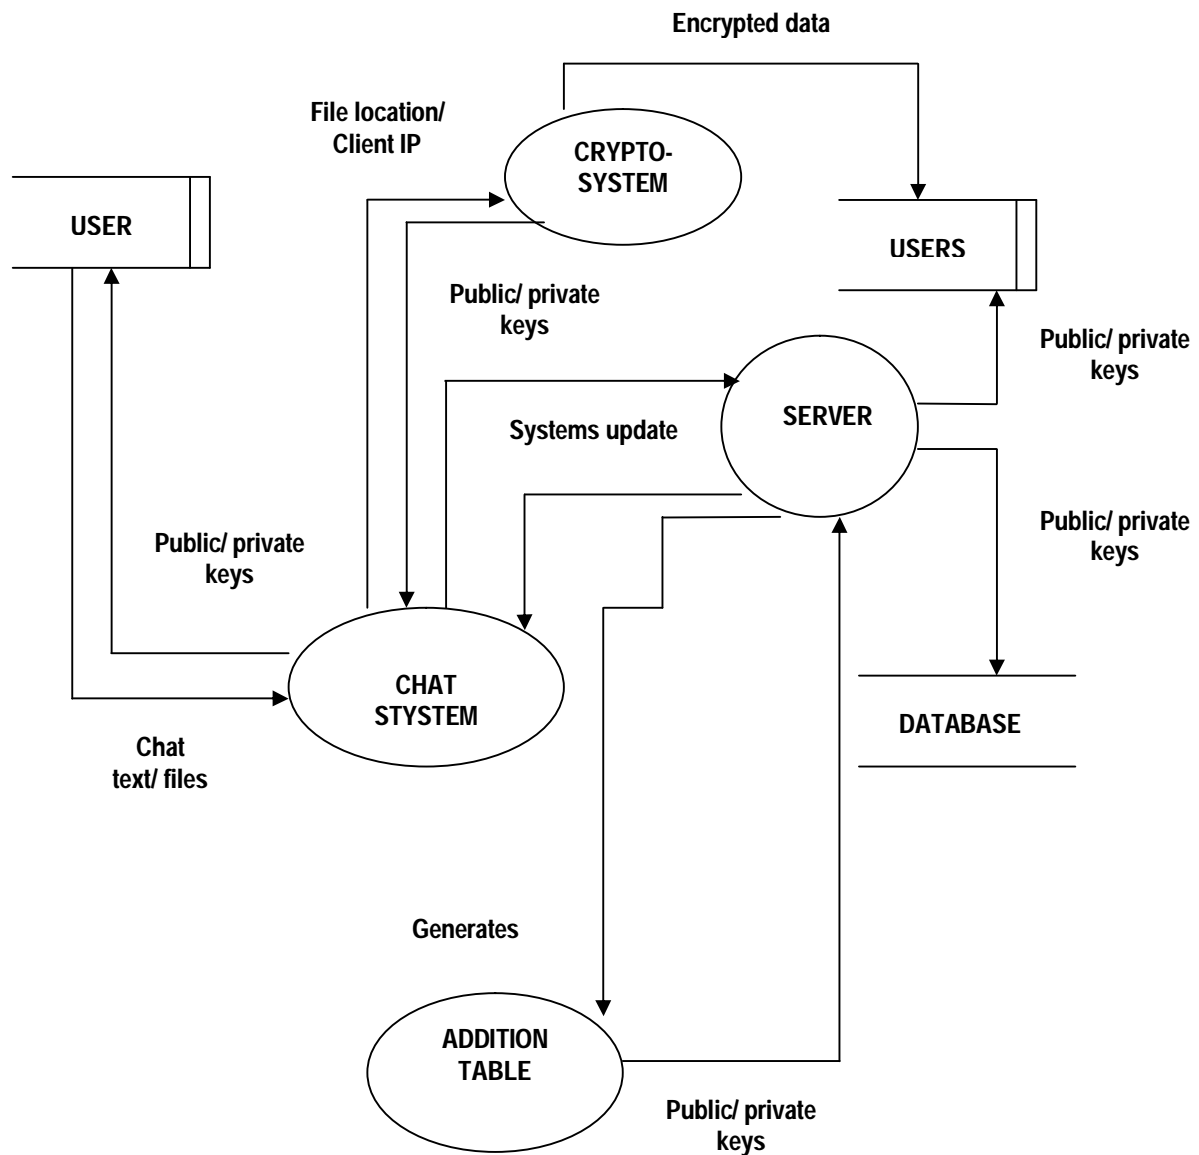 Encrypted data
File location/
Client IP
CRYPTO-
SYSTEM
USER
USERS
Public/ private
keys
Public/ private
keys
SERVER
Systems update
Public/ private
keys
Public/ private
keys
CHAT
STYSTEM
DATABASE
Chat
text/ files
Generates
ADDITION
TABLE
Public/ private
keys